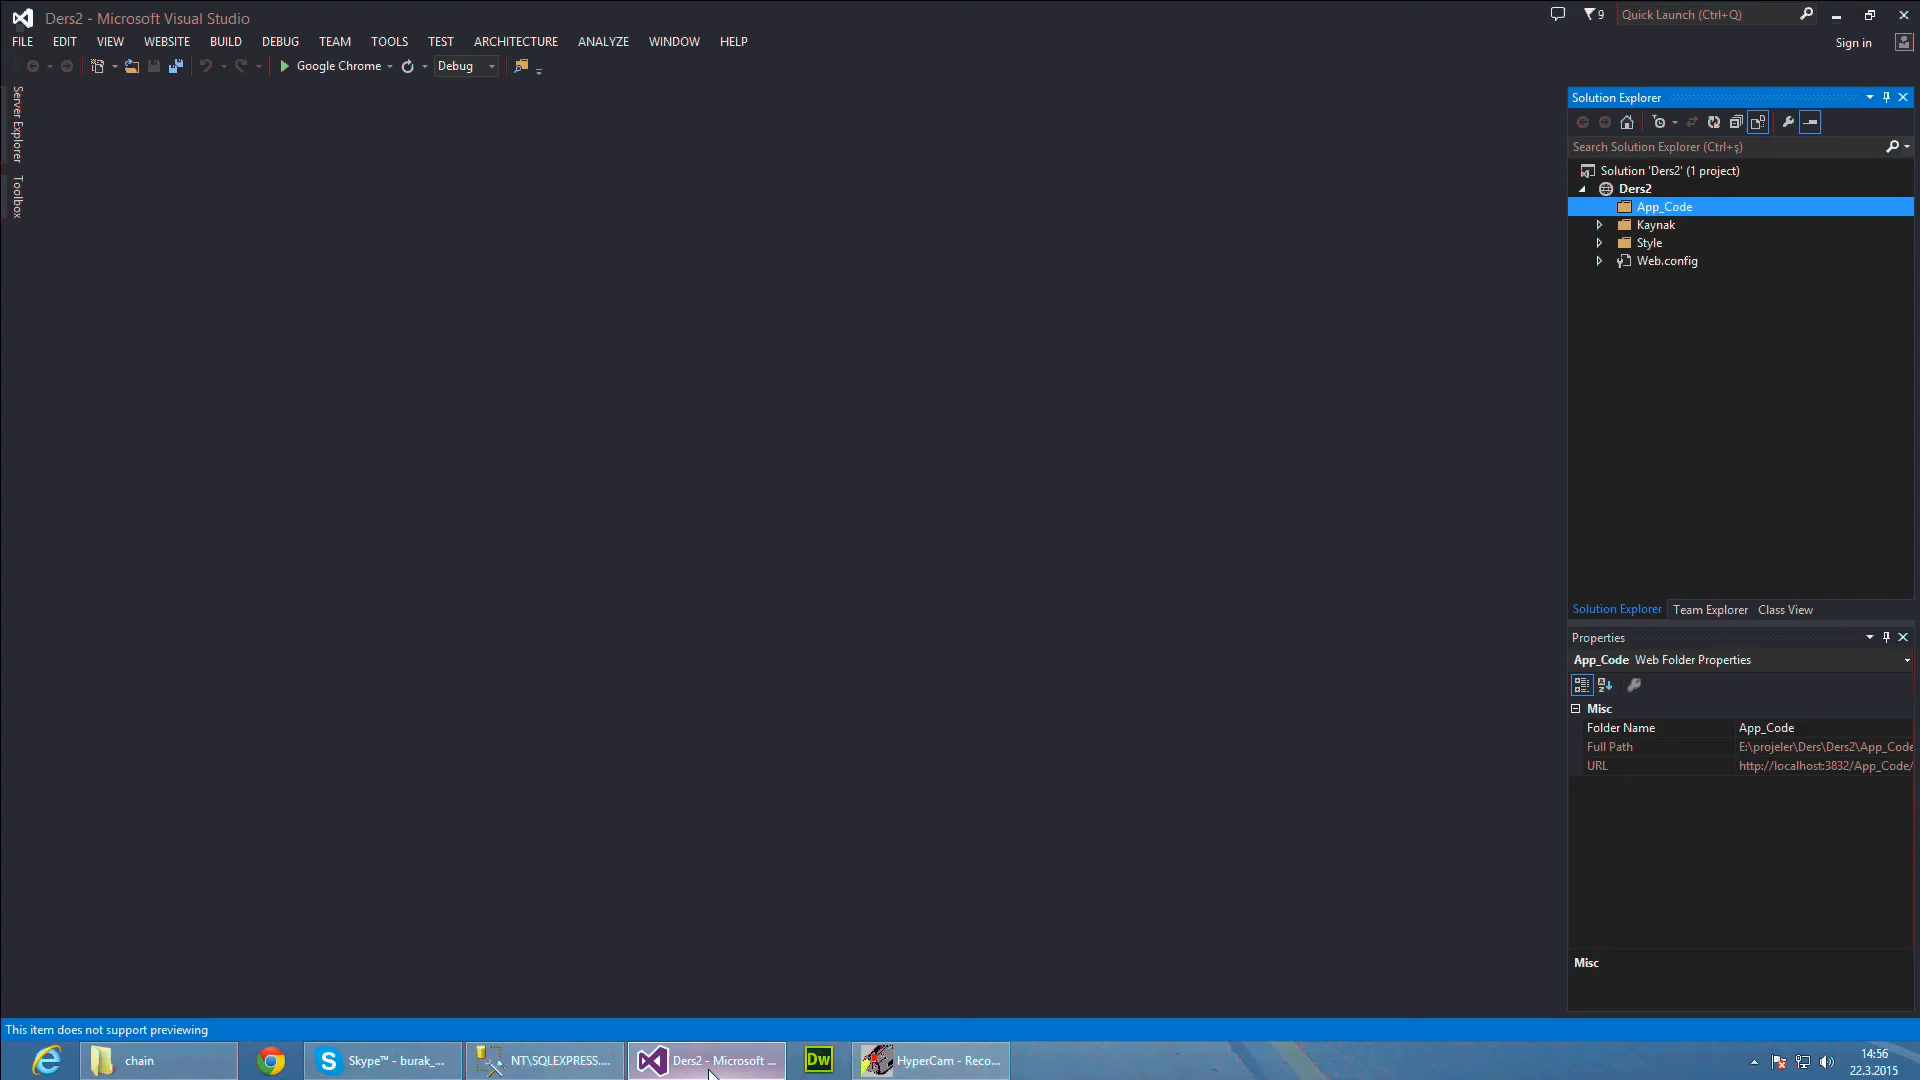 Ders2 - Microsoft Visual Studio
9
Quick Launch (Ctrl+Q)
FILE EDIT VIEW WEBSITE BUILD DEBUG TEAM TOOLS TEST ARCHITECTURE ANALYZE WINDOW HELP
Sign in
Google Chrome
Debug
Server Explorer
Toolbox
Solution Explorer
Search Solution Explorer (Ctrl+ş)
Solution 'Ders2' (1 project)
Ders2
App_Code
Kaynak
Style
Web.config
Solution Explorer Team Explorer Class View
Properties
App_Code Web Folder Properties
Misc
Folder Name App_Code
Full Path E:\projeler\Ders\Ders2\App_Code
URL http://localhost:3832/App_Code/
Misc
This item does not support previewing
chain
Skype™ - burak_...
NT\SQLEXPRESS....
Ders2 - Microsoft ...
Dw
HyperCam - Reco...
14:56
22.3.2015